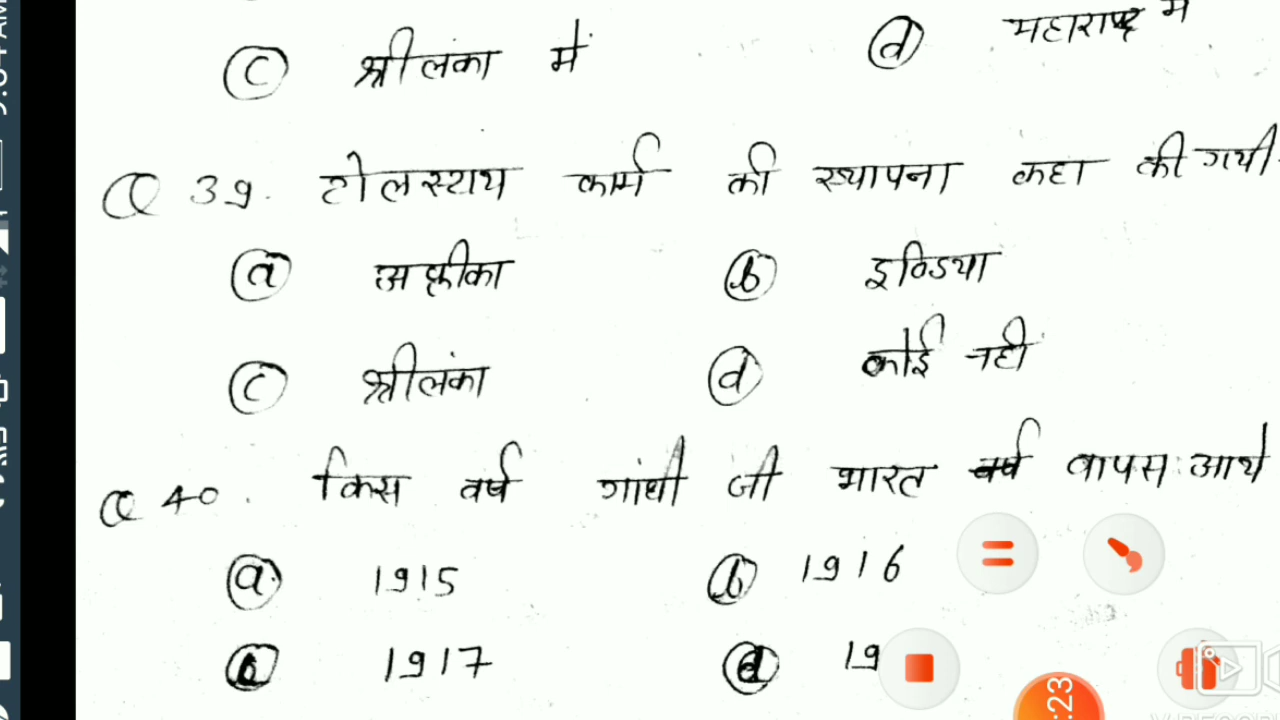 C श्रीलंका में d महाराष्ट्र में
Q 39. टोलस्टाय फार्म की स्थापना कहा की गयी
a अफ्रीका b इण्डिया
C श्रीलंका d कोई नही
Q 40. किस वर्ष गांधी जी भारत वर्ष वापस आये
a 1915 b 1916
1917 d 19
:23